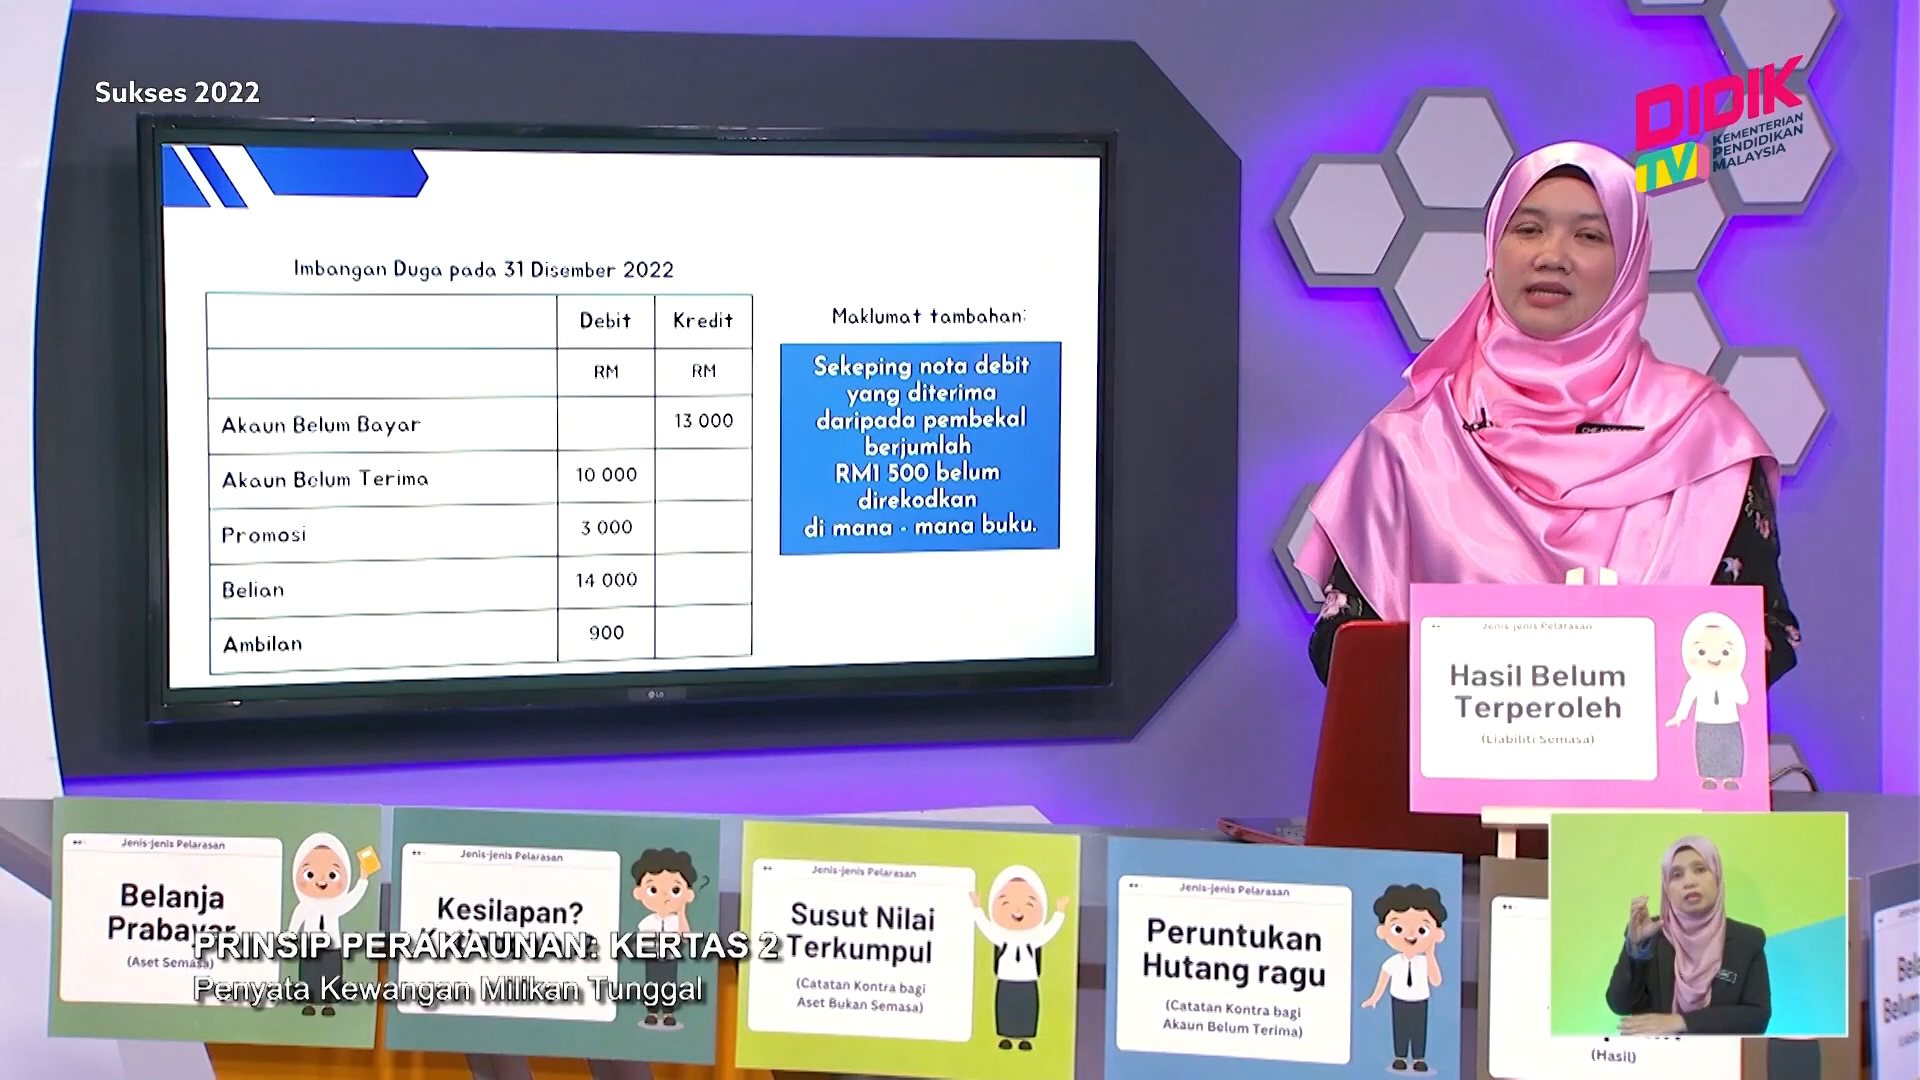 Sukses 2022
DIDIK
TV
KEMENTERIAN
PENDIDIKAN
MALAYSIA
Imbangan Duga pada 31 Disember 2022
Debit Kredit
RM RM
Akaun Belum Bayar 13 000
Akaun Belum Terima 10 000
Promosi 3 000
Belian 14 000
Ambilan 900
Maklumat tambahan:
Sekeping nota debit
yang diterima
daripada pembekal
berjumlah
RM1 500 belum
direkodkan
di mana - mana buku.
LG
Jenis-jenis Pelarasan
Hasil Belum
Terperoleh
(Liabiliti Semasa)
Jenis-jenis Pelarasan
Belanja
Prabayar
(Aset Semasa)
Jenis-jenis Pelarasan
Kesilapan?
Jenis-jenis Pelarasan
Susut Nilai
Terkumpul
(Catatan Kontra bagi
Aset Bukan Semasa)
Jenis-jenis Pelarasan
Peruntukan
Hutang ragu
(Catatan Kontra bagi
Akaun Belum Terima)
(Hasil)
PRINSIP PERAKAUNAN: KERTAS 2
Penyata Kewangan Milikan Tunggal